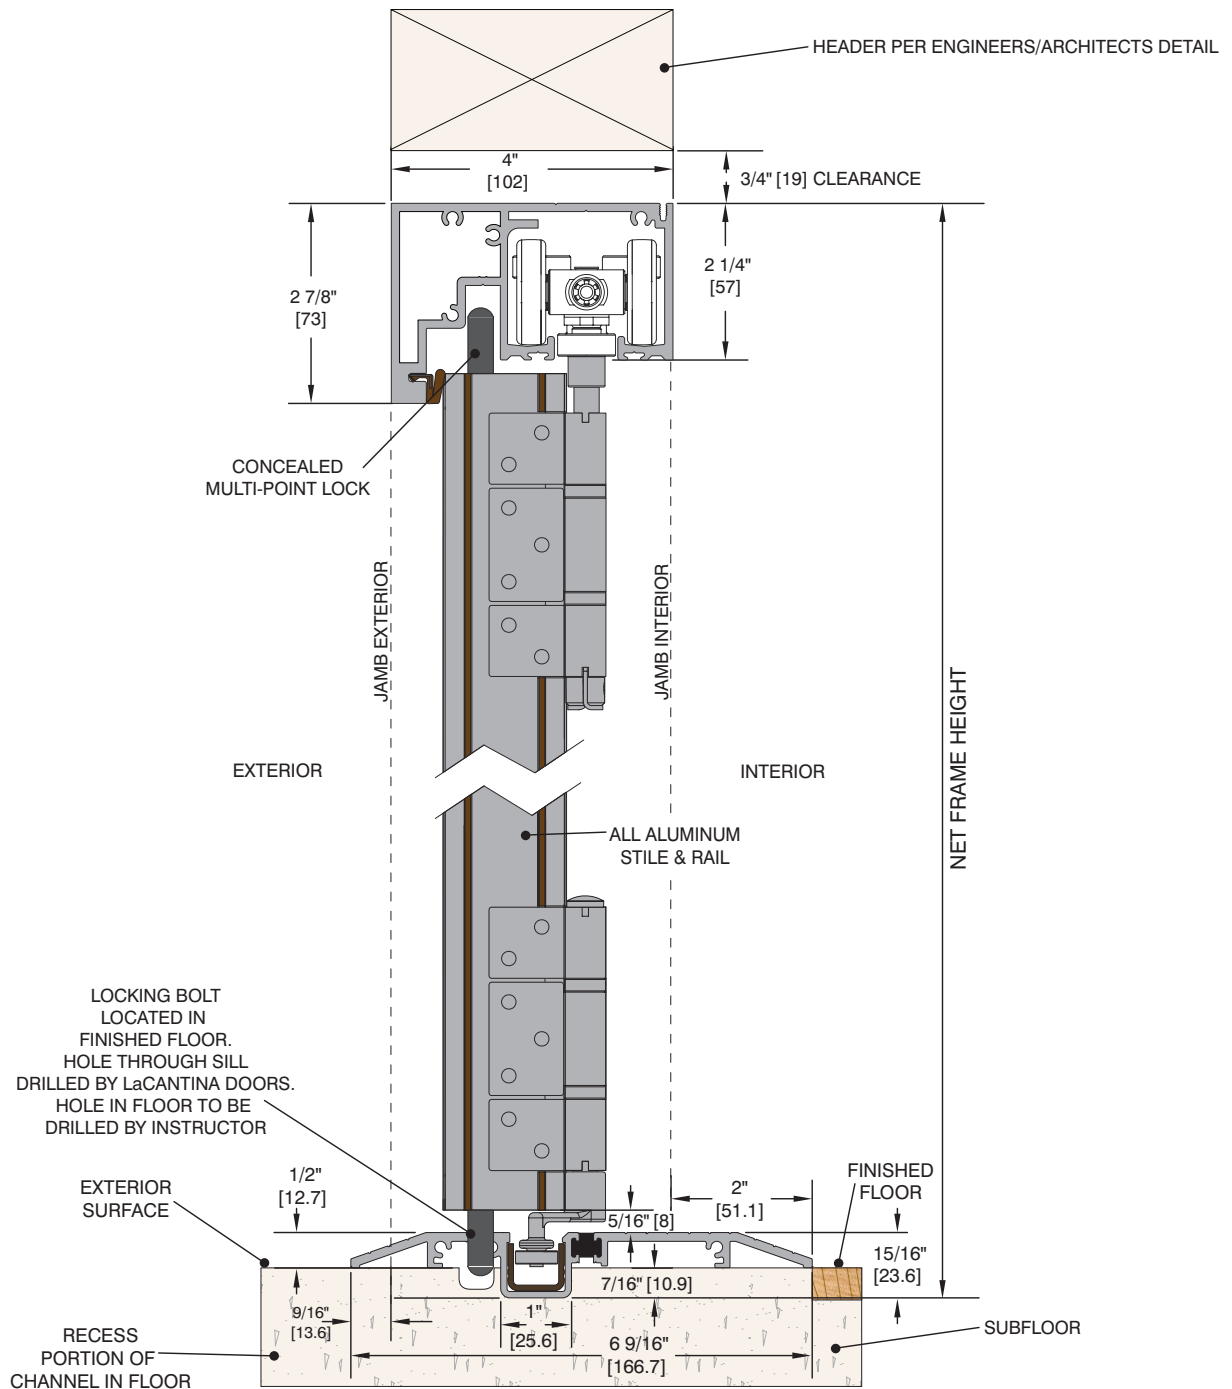 HEADER PER ENGINEERS/ARCHITECTS DETAIL
4"
[102]
3/4" [19] CLEARANCE
2 7/8"
[73]
2 1/4"
[57]
CONCEALED
MULTI-POINT LOCK
JAMB EXTERIOR
JAMB INTERIOR
NET FRAME HEIGHT
EXTERIOR
INTERIOR
ALL ALUMINUM
STILE & RAIL
LOCKING BOLT
LOCATED IN
FINISHED FLOOR.
HOLE THROUGH SILL
DRILLED BY LaCANTINA DOORS.
HOLE IN FLOOR TO BE
DRILLED BY INSTRUCTOR
1/2"
[12.7]
EXTERIOR
SURFACE
5/16" [8]
2"
[51.1]
FINISHED
FLOOR
15/16"
[23.6]
7/16" [10.9]
9/16"
[13.6]
1"
[25.6]
6 9/16"
[166.7]
SUBFLOOR
RECESS
PORTION OF
CHANNEL IN FLOOR